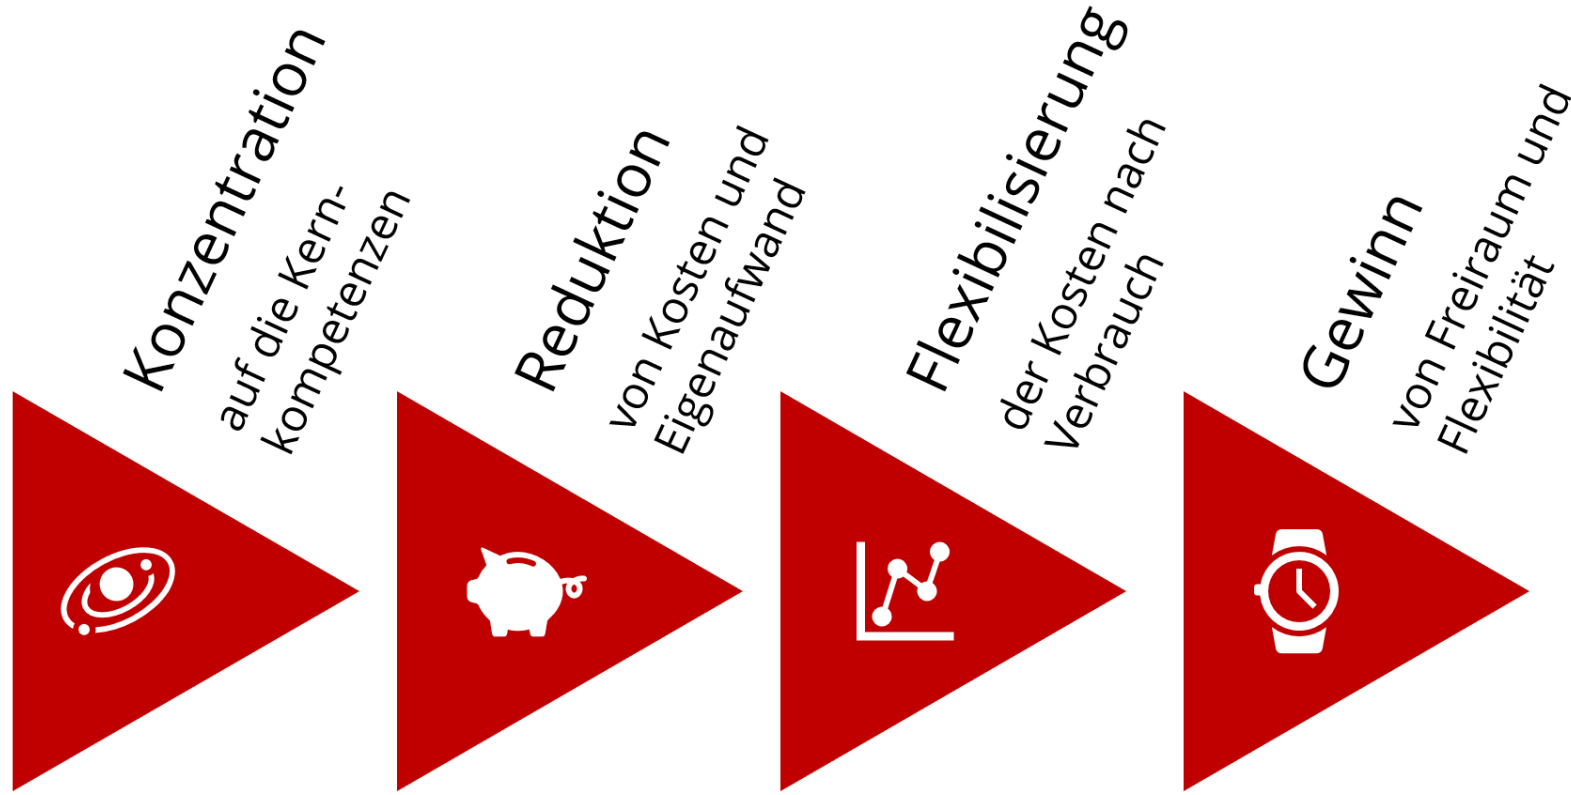 Konzentration
auf die Kern-
kompetenzen
Reduktion
von Kosten und
Eigenaufwand
Flexibilisierung
der Kosten nach
Verbrauch
Gewinn
von Freiraum und
Flexibilität